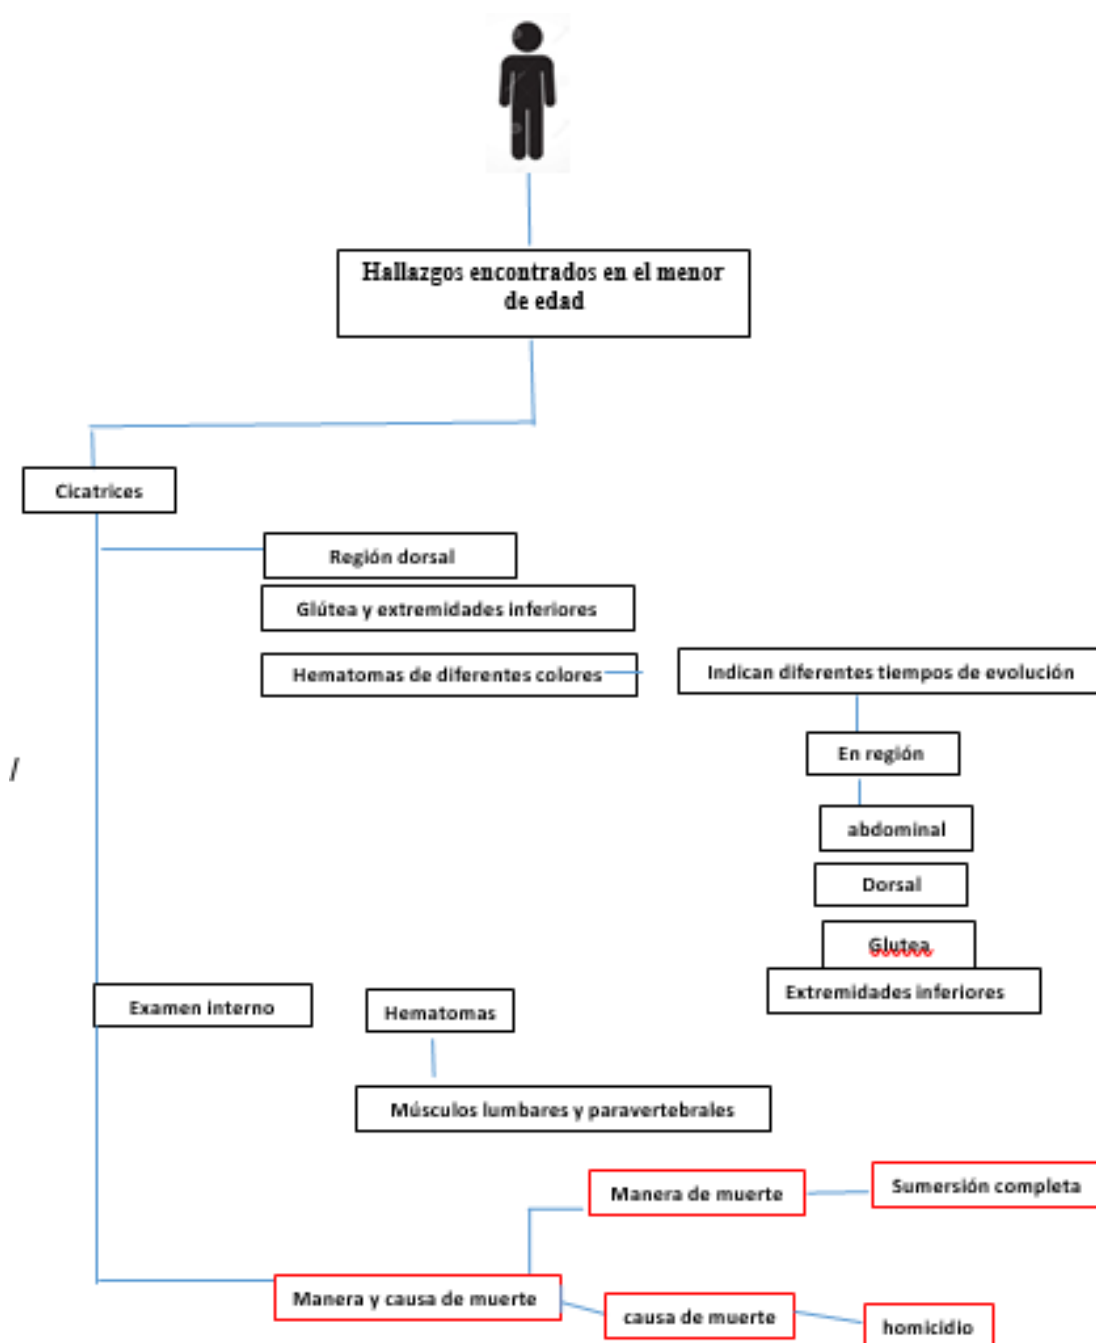 Hallazgos encontrados en el menor
de edad
Cicatrices
Región dorsal
Glútea y extremidades inferiores
Hematomas de diferentes colores
Indican diferentes tiempos de evolución
En región
abdominal
Dorsal
Glutea
Extremidades inferiores
/
Examen interno
Hematomas
Músculos lumbares y paravertebrales
Manera de muerte
Sumersión completa
Manera y causa de muerte
causa de muerte
homicidio